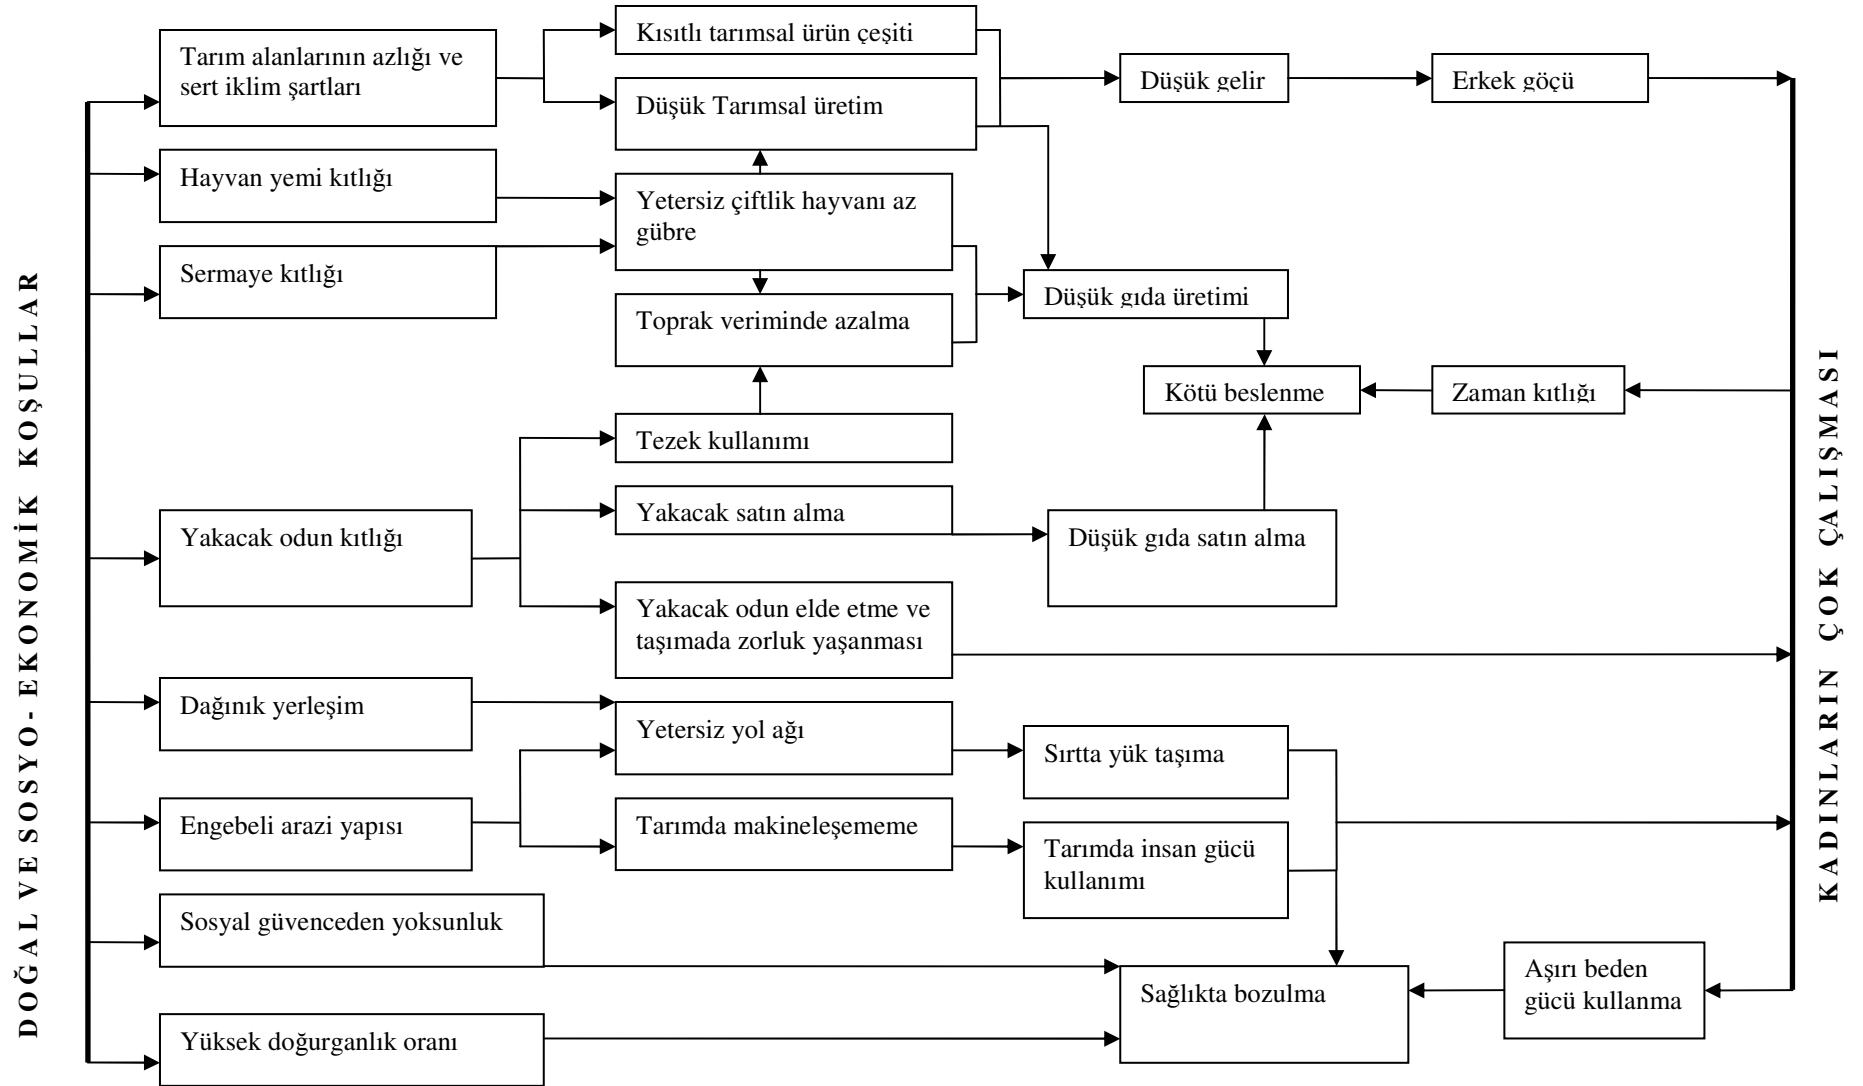 DOĞAL VE SOSYO- EKONOMİK KOŞULLAR
Tarım alanlarının azlığı ve
sert iklim şartları
Hayvan yemi kıtlığı
Sermaye kıtlığı
Yakacak odun kıtlığı
Dağınık yerleşim
Engebeli arazi yapısı
Sosyal güvenceden yoksunluk
Yüksek doğurganlık oranı
Kısıtlı tarımsal ürün çeşiti
Düşük Tarımsal üretim
Yetersiz çiftlik hayvanı az
gübre
Toprak veriminde azalma
Tezek kullanımı
Yakacak satın alma
Yakacak odun elde etme ve
taşımada zorluk yaşanması
Yetersiz yol ağı
Tarımda makineleşememe
Düşük gelir
Erkek göçü
Düşük gıda üretimi
Kötü beslenme
Zaman kıtlığı
Düşük gıda satın alma
Sırtta yük taşıma
Tarımda insan gücü
kullanımı
Sağlıkta bozulma
Aşırı beden
gücü kullanma
KADINLARIN ÇOK ÇALIŞMASI